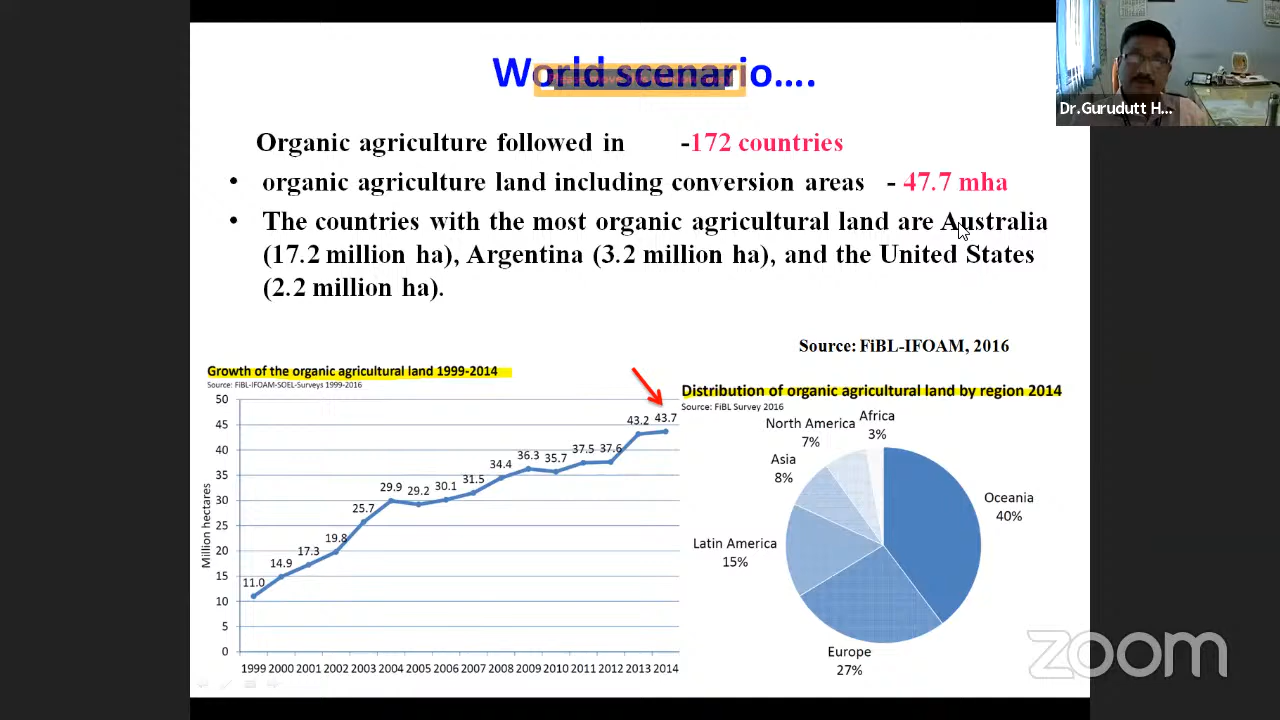 World scenario....
Organic agriculture followed in -172 countries
• organic agriculture land including conversion areas - 47.7 mha
• The countries with the most organic agricultural land are Australia
(17.2 million ha), Argentina (3.2 million ha), and the United States
(2.2 million ha).
Source: FiBL-IFOAM, 2016
Growth of the organic agricultural land 1999-2014
Source: FiBL-IFOAM-SOEL-Surveys 1999-2016
Million hectares
50
45
40
35
30
25
20
15
10
5
0
11.0
14.9
17.3
19.8
25.7
29.9
29.2
30.1
31.5
34.4
36.3
35.7
37.5
37.6
43.2
43.7
1999 2000 2001 2002 2003 2004 2005 2006 2007 2008 2009 2010 2011 2012 2013 2014
Distribution of organic agricultural land by region 2014
Source: FiBL Survey 2016
Africa
3%
North America
7%
Asia
8%
Latin America
15%
Europe
27%
Oceania
40%
Dr.Gurudutt H...
zoom